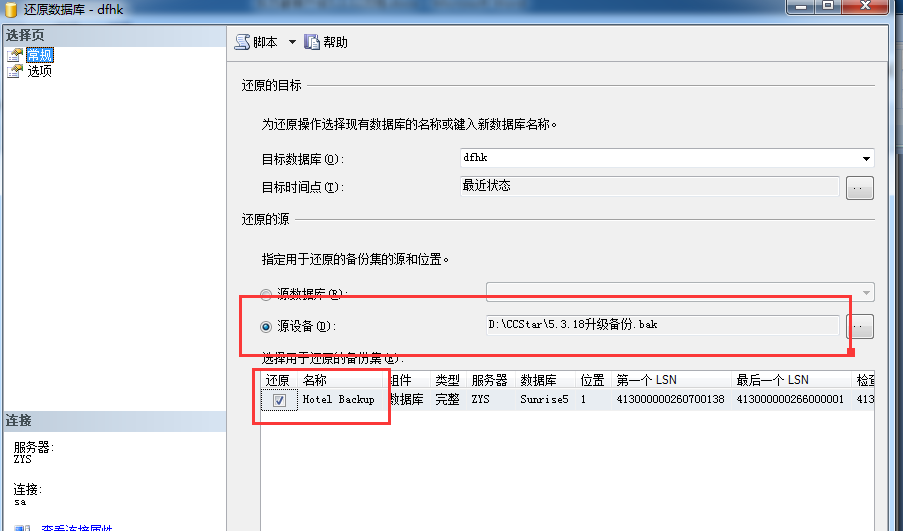 还原数据库 - dfhk
选择页
常规
选项
脚本 帮助
还原的目标
为还原操作选择现有数据库的名称或键入新数据库名称。
目标数据库(O): dfhk
目标时间点(T): 最近状态
还原的源
指定用于还原的备份集的源和位置。
源数据库(R):
源设备(D): D:\CCStar\5.3.18升级备份.bak
选择用于还原的备份集(E):
还原 名称 组件 类型 服务器 数据库 位置 第一个 LSN 最后一个 LSN 检查
Hotel Backup 数据库 完整 ZYS Sunrise5 1 413000000260700138 413000000266000001 413
连接
服务器:
ZYS
连接:
sa
查看连接属性